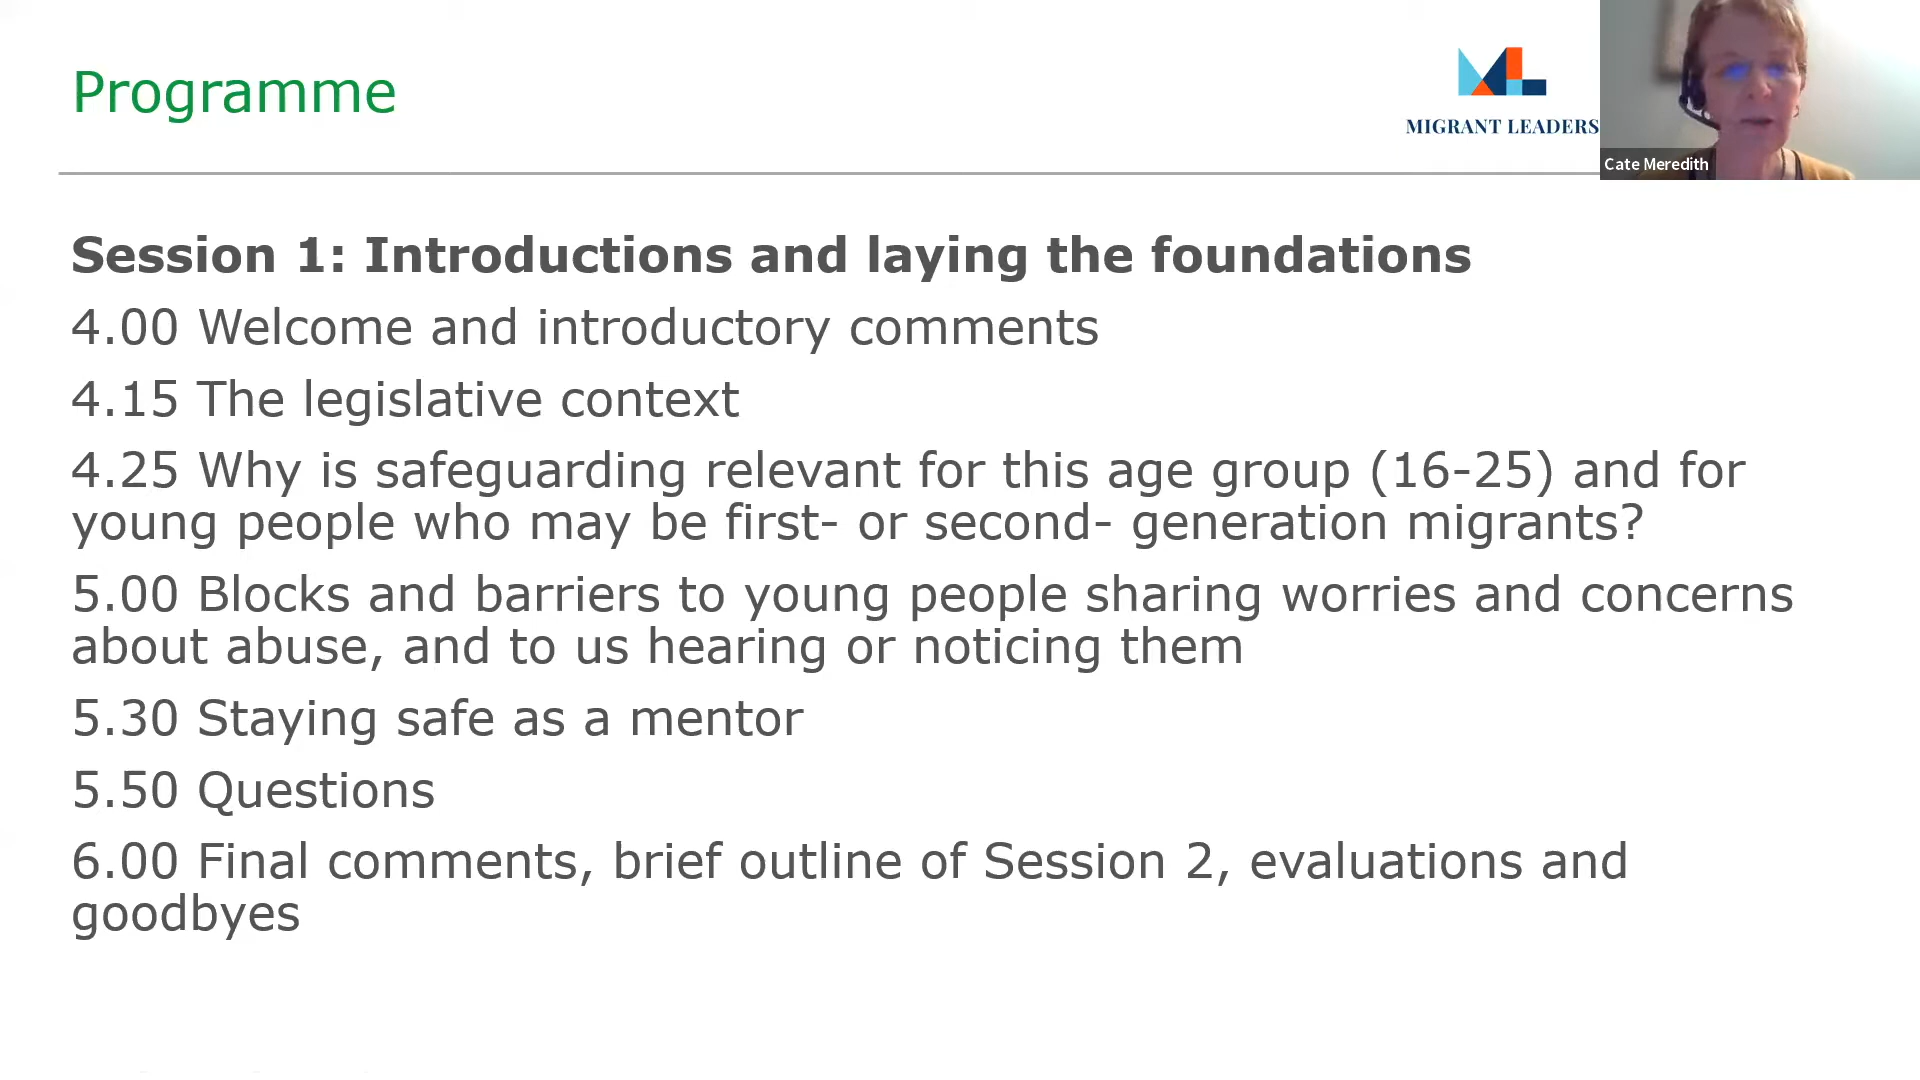 Programme
MIGRANT LEADERS
Cate Meredith
Session 1: Introductions and laying the foundations
4.00 Welcome and introductory comments
4.15 The legislative context
4.25 Why is safeguarding relevant for this age group (16-25) and for
young people who may be first- or second- generation migrants?
5.00 Blocks and barriers to young people sharing worries and concerns
about abuse, and to us hearing or noticing them
5.30 Staying safe as a mentor
5.50 Questions
6.00 Final comments, brief outline of Session 2, evaluations and
goodbyes